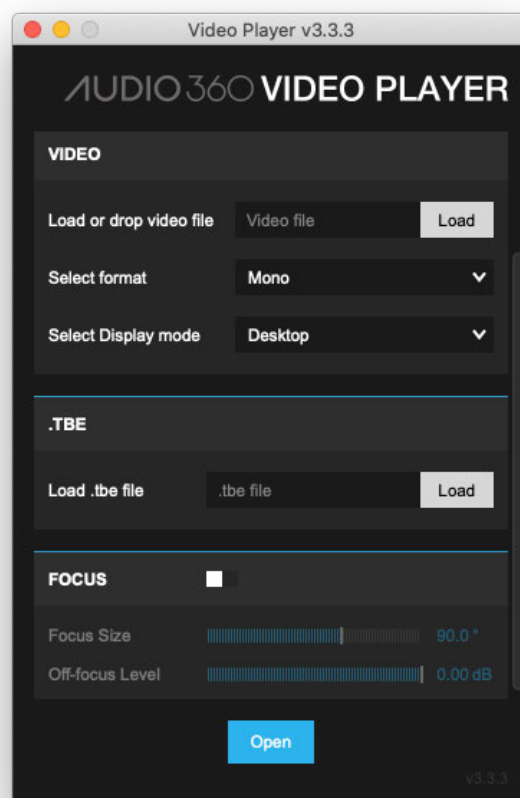 Video Player v3.3.3
AUDIO 360 VIDEO PLAYER
VIDEO
Load or drop video file Video file Load
Select format Mono
Select Display mode Desktop
.TBE
Load .tbe file .tbe file Load
FOCUS
Focus Size 90.0 °
Off-focus Level 0.00 dB
Open
v3.3.3